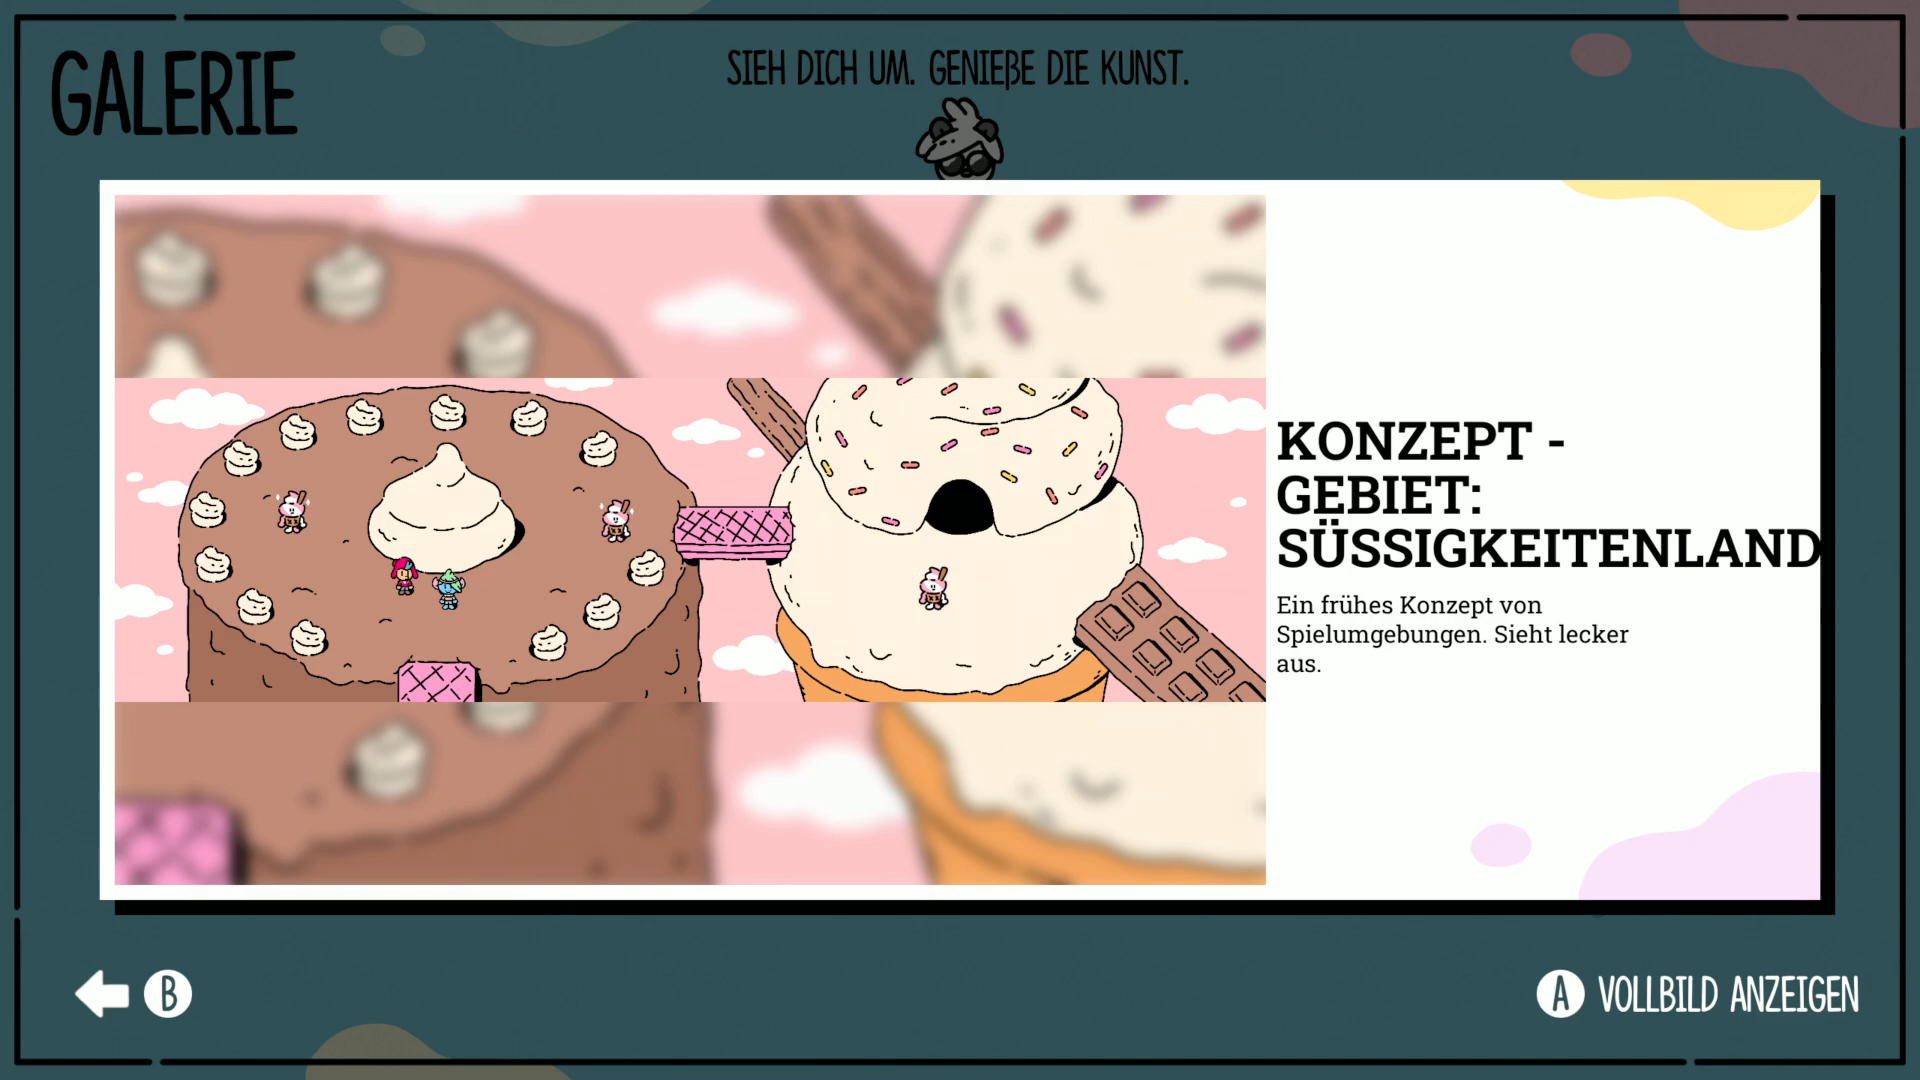 GALERIE
SIEH DICH UM. GENIEẞE DIE KUNST.
KONZEPT -
GEBIET:
SÜSSIGKEITENLAND
Ein frühes Konzept von
Spielumgebungen. Sieht lecker
aus.
B
A VOLLBILD ANZEIGEN